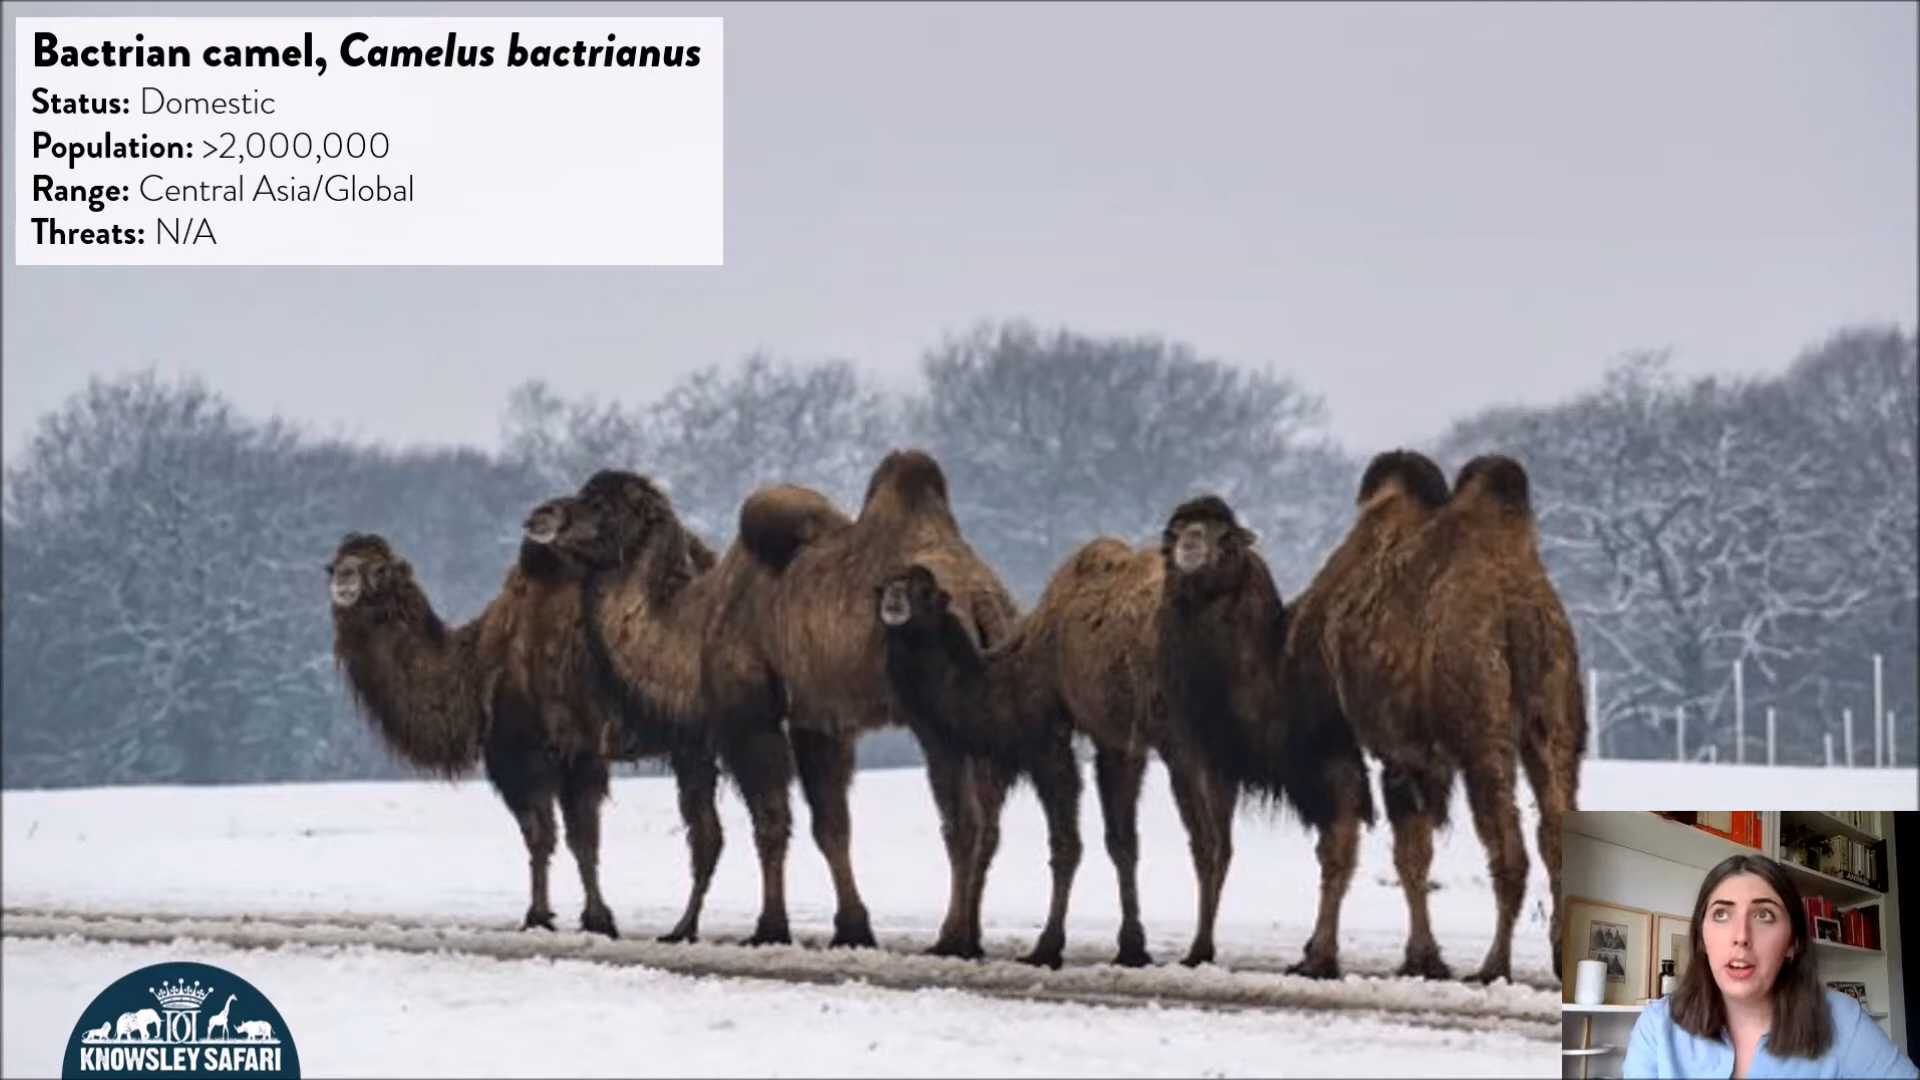 Bactrian camel, Camelus bactrianus
Status: Domestic
Population: >2,000,000
Range: Central Asia/Global
Threats: N/A
KNOWSLEY SAFARI